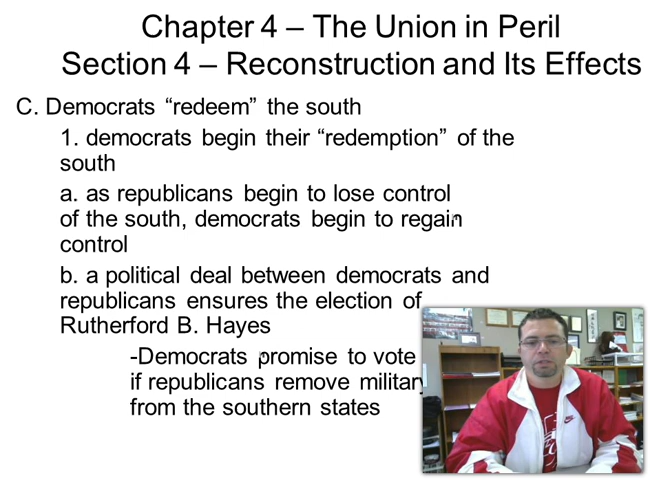 Chapter 4 – The Union in Peril
Section 4 – Reconstruction and Its Effects
C. Democrats “redeem” the south
1. democrats begin their “redemption” of the
south
a. as republicans begin to lose control
of the south, democrats begin to regain
control
b. a political deal between democrats and
republicans ensures the election of
Rutherford B. Hayes
-Democrats promise to vote
if republicans remove military
from the southern states